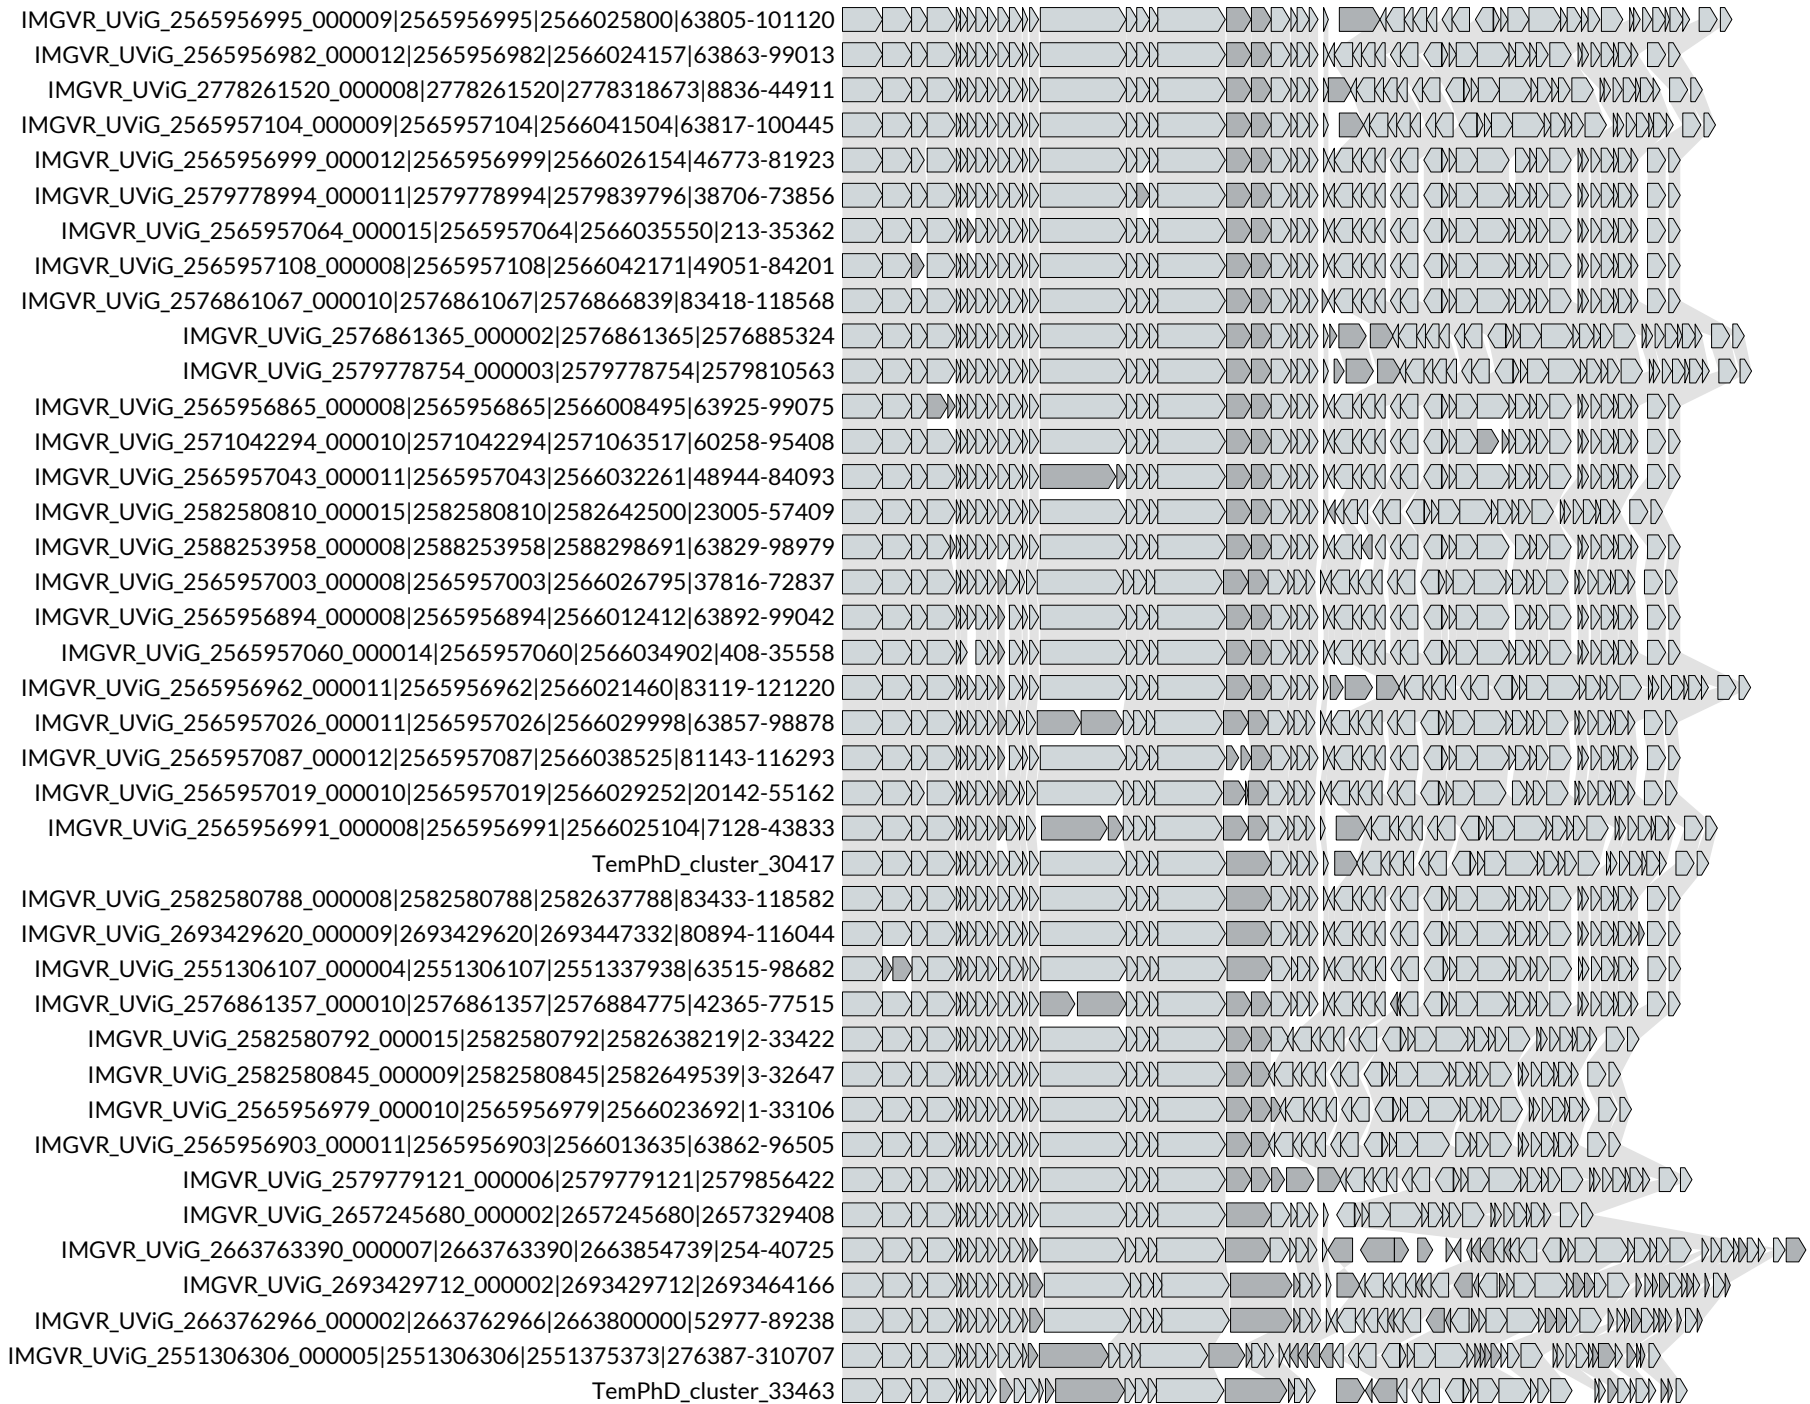 IMGVR_UViG_2565956995_000009|2565956995|2566025800|63805-101120
IMGVR_UViG_2565956982_000012|2565956982|2566024157|63863-99013
IMGVR_UViG_2778261520_000008|2778261520|2778318673|8836-44911
IMGVR_UViG_2565957104_000009|2565957104|2566041504|63817-100445
IMGVR_UViG_2565956999_000012|2565956999|2566026154|46773-81923
IMGVR_UViG_2579778994_000011|2579778994|2579839796|38706-73856
IMGVR_UViG_2565957064_000015|2565957064|2566035550|213-35362
IMGVR_UViG_2565957108_000008|2565957108|2566042171|49051-84201
IMGVR_UViG_2576861067_000010|2576861067|2576866839|83418-118568
IMGVR_UViG_2576861365_000002|2576861365|2576885324
IMGVR_UViG_2579778754_000003|2579778754|2579810563
IMGVR_UViG_2565956865_000008|2565956865|2566008495|63925-99075
IMGVR_UViG_2571042294_000010|2571042294|2571063517|60258-95408
IMGVR_UViG_2565957043_000011|2565957043|2566032261|48944-84093
IMGVR_UViG_2582580810_000015|2582580810|2582642500|23005-57409
IMGVR_UViG_2588253958_000008|2588253958|2588298691|63829-98979
IMGVR_UViG_2565957003_000008|2565957003|2566026795|37816-72837
IMGVR_UViG_2565956894_000008|2565956894|2566012412|63892-99042
IMGVR_UViG_2565957060_000014|2565957060|2566034902|408-35558
IMGVR_UViG_2565956962_000011|2565956962|2566021460|83119-121220
IMGVR_UViG_2565957026_000011|2565957026|2566029998|63857-98878
IMGVR_UViG_2565957087_000012|2565957087|2566038525|81143-116293
IMGVR_UViG_2565957019_000010|2565957019|2566029252|20142-55162
IMGVR_UViG_2565956991_000008|2565956991|2566025104|7128-43833
TemPhD_cluster_30417
IMGVR_UViG_2582580788_000008|2582580788|2582637788|83433-118582
IMGVR_UViG_2693429620_000009|2693429620|2693447332|80894-116044
IMGVR_UViG_2551306107_000004|2551306107|2551337938|63515-98682
IMGVR_UViG_2576861357_000010|2576861357|2576884775|42365-77515
IMGVR_UViG_2582580792_000015|2582580792|2582638219|2-33422
IMGVR_UViG_2582580845_000009|2582580845|2582649539|3-32647
IMGVR_UViG_2565956979_000010|2565956979|2566023692|1-33106
IMGVR_UViG_2565956903_000011|2565956903|2566013635|63862-96505
IMGVR_UViG_2579779121_000006|2579779121|2579856422
IMGVR_UViG_2657245680_000002|2657245680|2657329408
IMGVR_UViG_2663763390_000007|2663763390|2663854739|254-40725
IMGVR_UViG_2693429712_000002|2693429712|2693464166
IMGVR_UViG_2663762966_000002|2663762966|2663800000|52977-89238
IMGVR_UViG_2551306306_000005|2551306306|2551375373|276387-310707
TemPhD_cluster_33463